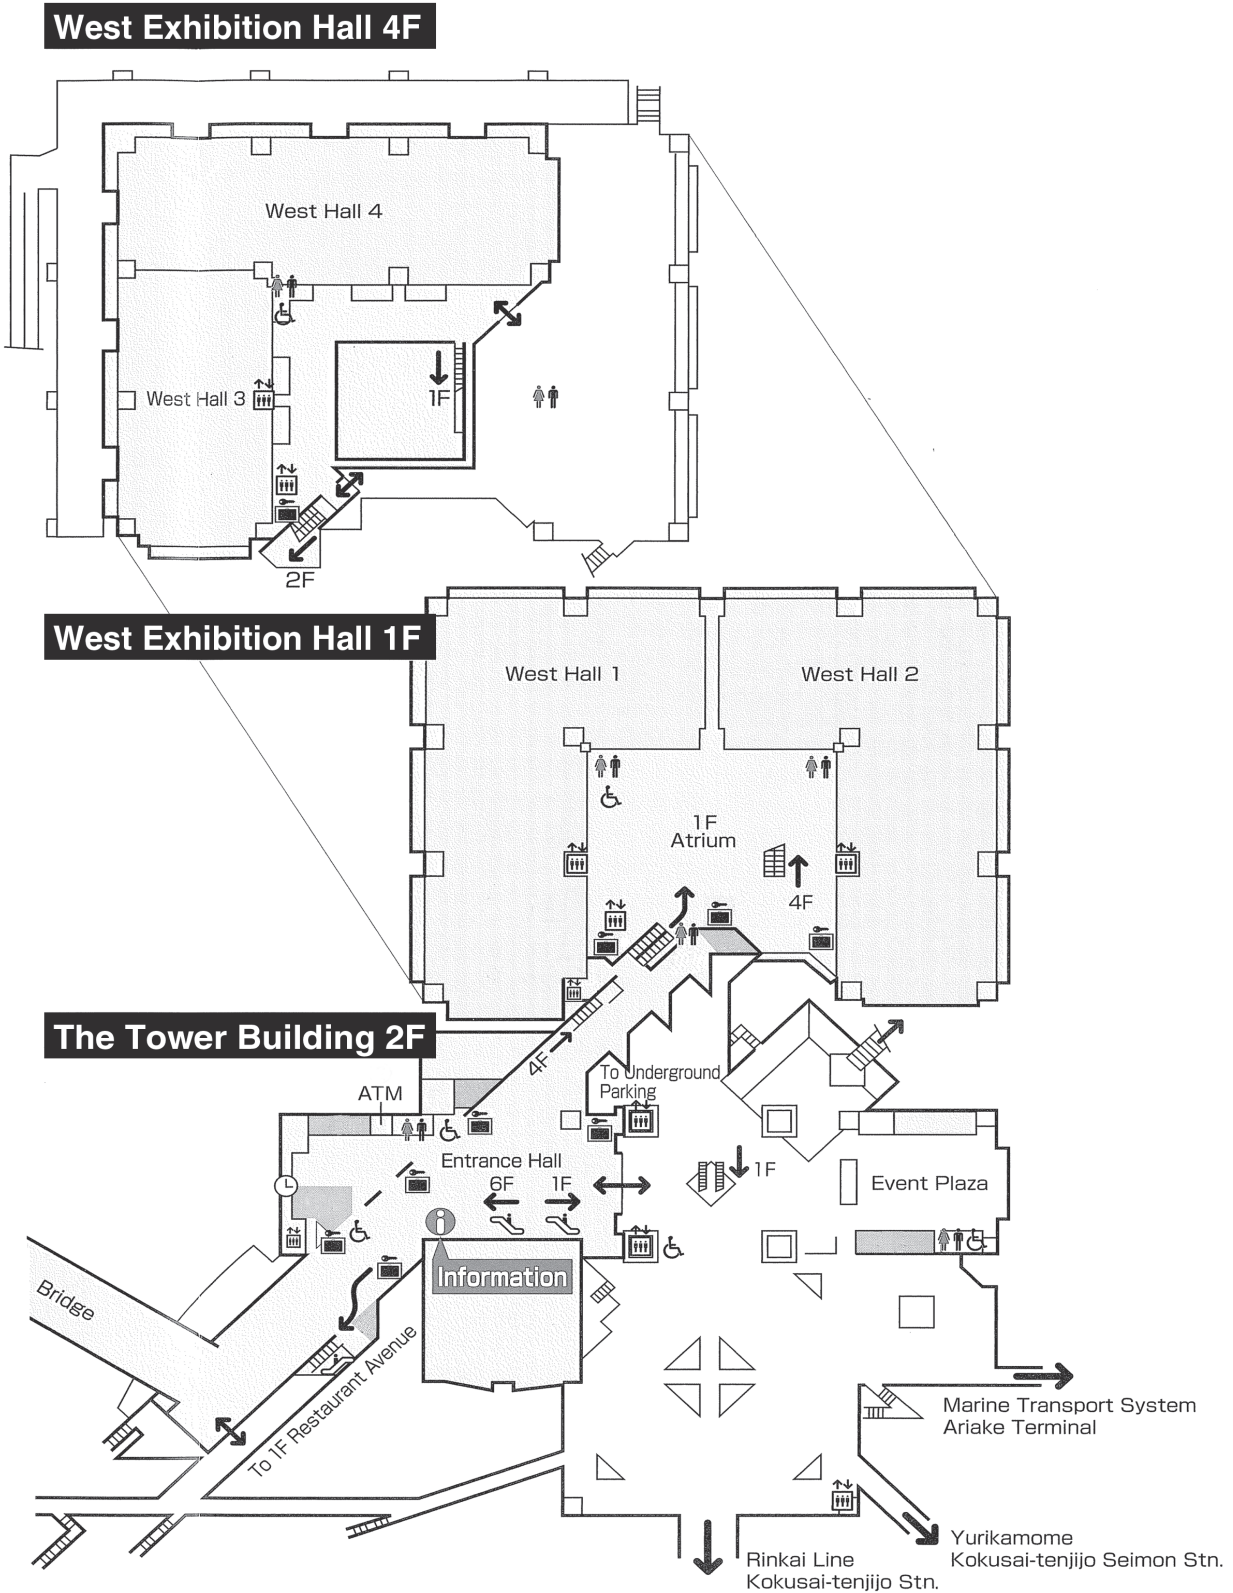 West Exhibition Hall 4F
West Hall 4
West Hall 3
1F
2F
West Exhibition Hall 1F
West Hall 1
West Hall 2
1F
Atrium
4F
The Tower Building 2F
4F
To Underground
Parking
ATM
Entrance Hall
6F
1F
1F
Event Plaza
i
Information
Bridge
To 1F Restaurant Avenue
Marine Transport System
Ariake Terminal
Yurikamome
Kokusai-tenjijo Seimon Stn.
Rinkai Line
Kokusai-tenjijo Stn.